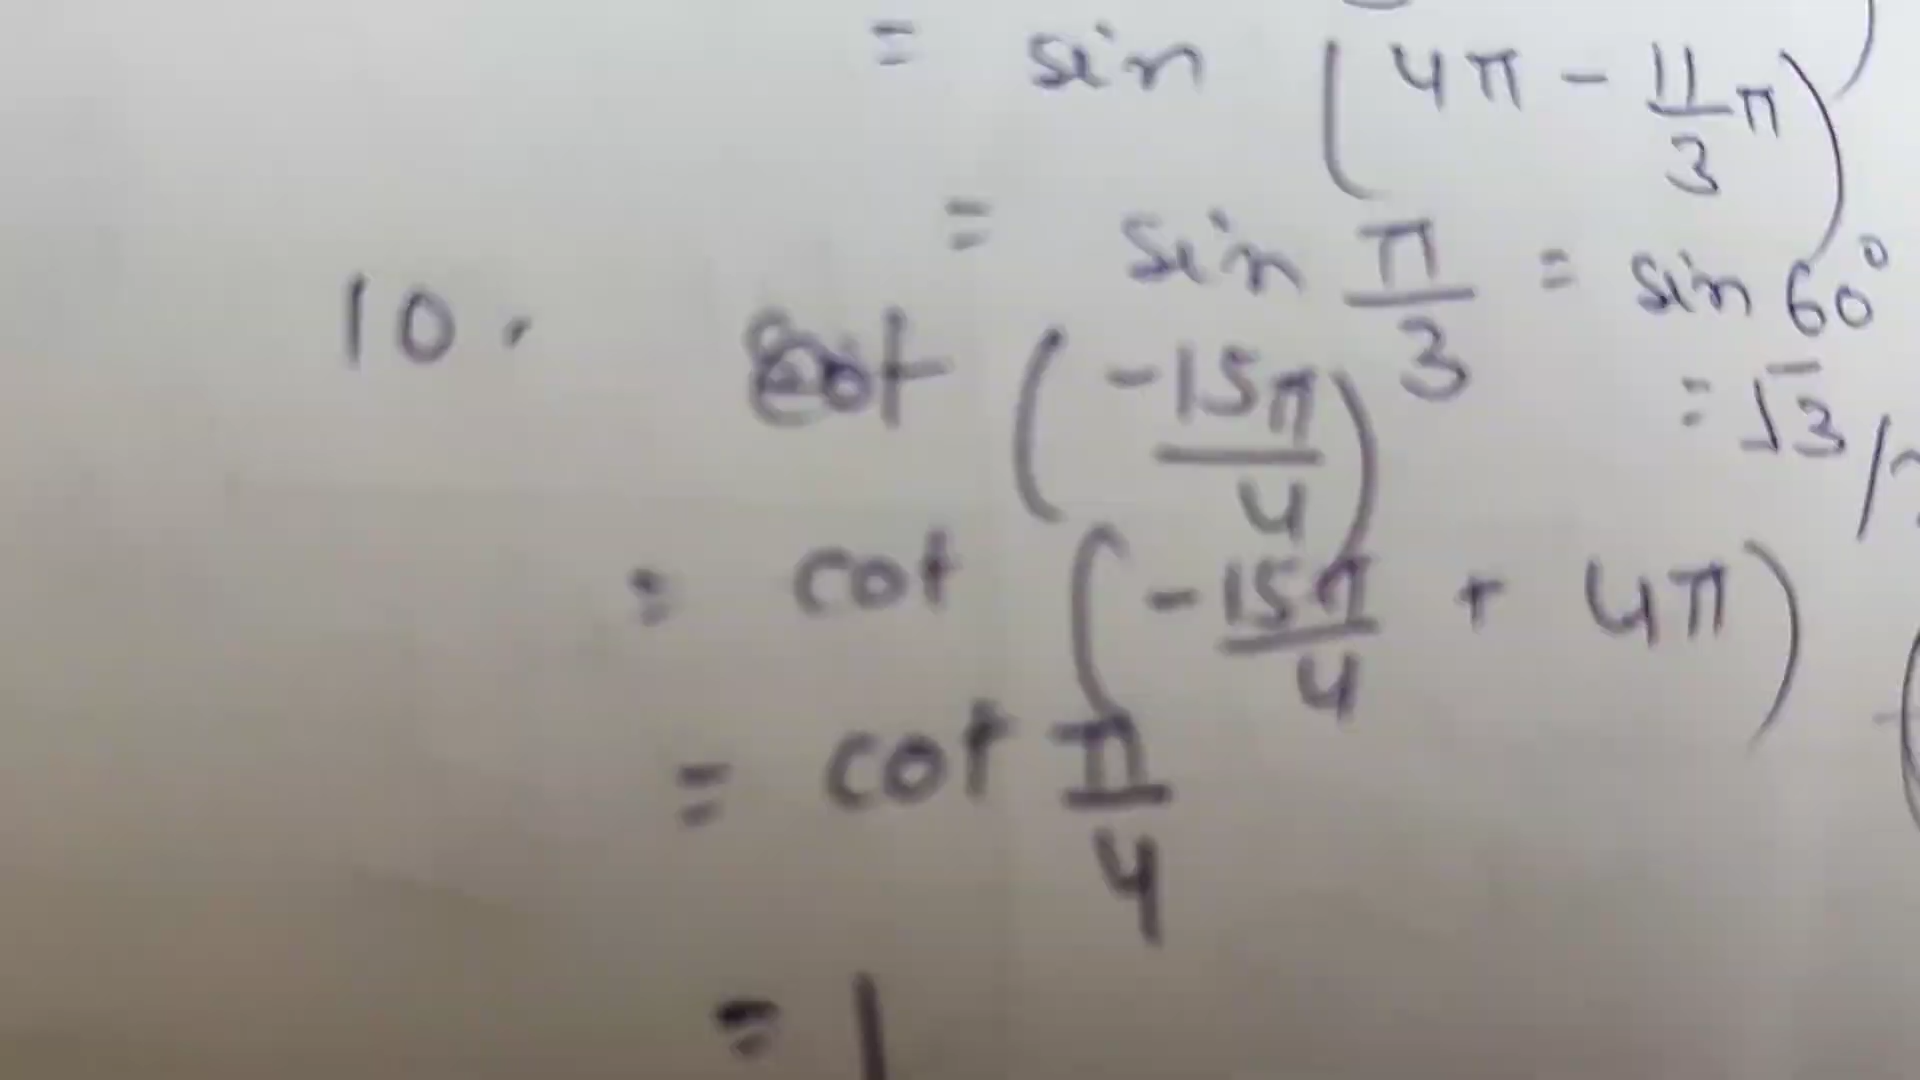 = sin (4π - 11/3 π)
= sin π/3 = sin 60°
= √3/
10. cot (-15π/4)
= cot (-15π/4 + 4π)
= cot π/4
= 1